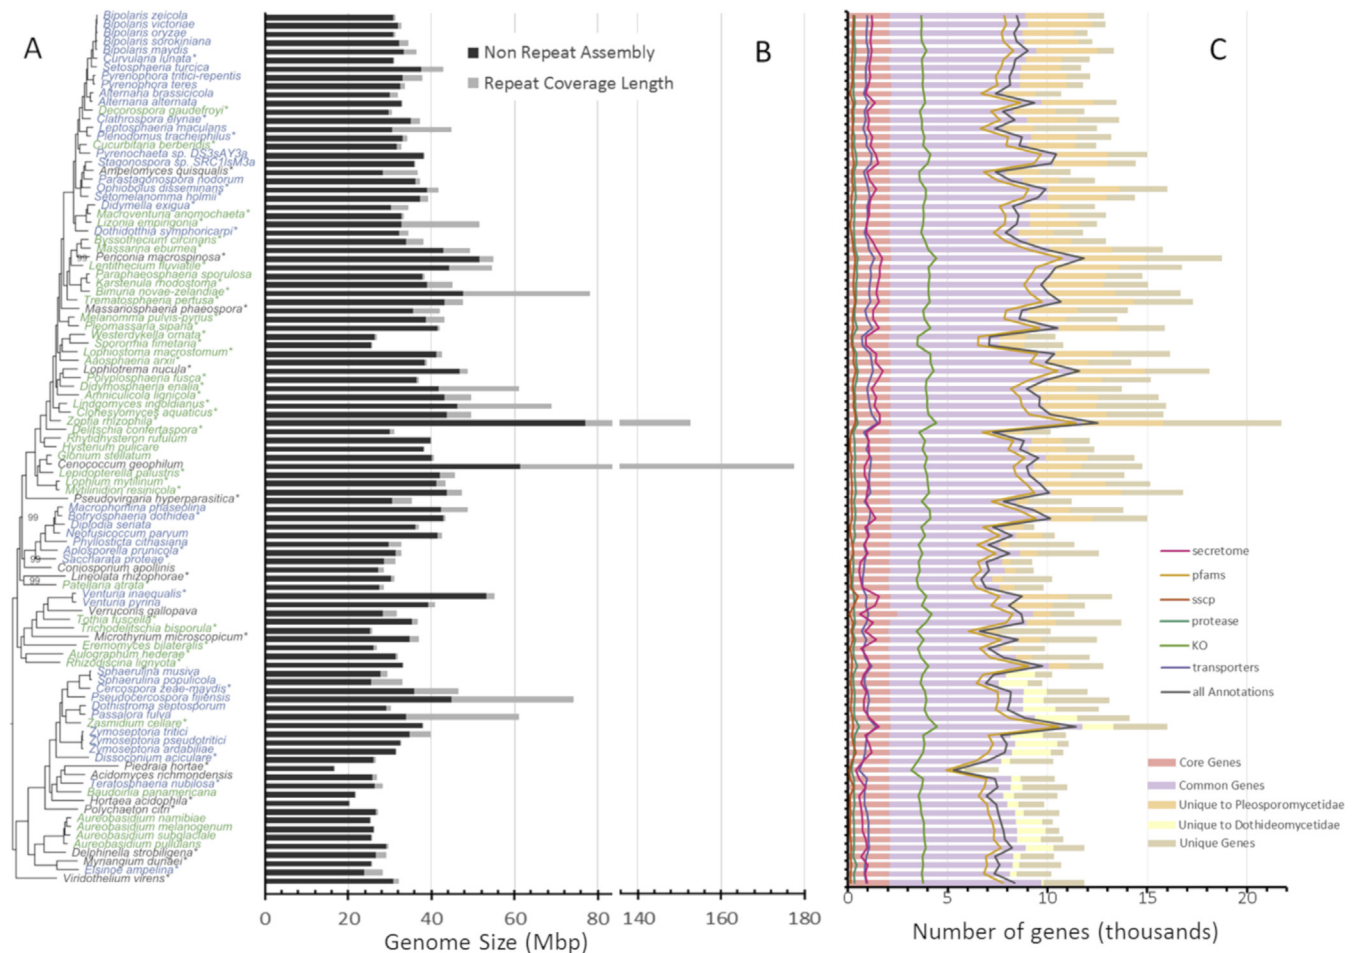 A
B
C
Bipolaris zeicola
Bipolaris victoriae
Bipolaris oryzae
Bipolaris sorokiniana
Bipolaris maydis
Curvularia lunata*
Setosphaeria turcica
Pyrenophora tritici-repentis
Pyrenophora teres
Alternaria brassicicola
Alternaria alternata
Decorospora gaudefroyi*
Clathrospora elynae*
Leptosphaeria maculans
Plenodomus tracheiphilus*
Cucurbitaria berberidis*
Pyrenochaeta sp. DS3sAY3a
Stagonospora sp. SRC1lsM3a
Ampelomyces quisqualis*
Parastagonospora nodorum
Ophiobolus disseminans*
Setomelanomma holmii*
Didymella exigua*
Macroventuria anomochaeta*
Lizonia empirigonia*
Dothidotthia symphoricarpi*
Byssothecium circinans*
Massarina eburnea*
99 Periconia macrospinosa*
Lentithecium fluviatile*
Paraphaeosphaeria sporulosa
Karstenula rhodostoma*
Bimuria novae-zelandiae*
Trematosphaeria pertusa*
Massariosphaeria phaeospora*
Melanomma pulvis-pyrius*
Pleomassaria siparia*
Westerdykella ornata*
Sporormia fimetaria*
Lophiostoma macrostomum*
Aaosphaeria arxii*
Lophiotrema nucula*
Polyplosphaeria fusca*
Didymosphaeria enalia*
Amniculicola lignicola*
Lindgomyces ingoldianus*
Clohesyomyces aquaticus*
Zopfia rhizophila*
Delitschia confertaspora*
Rhytidhysteron rufulum
Hysterium pulicare
Glonium stellatum
Cenococcum geophilum
Lepidopterella palustris*
Lophium mytilinum*
Mytilinidion resinicola*
Pseudovirgaria hyperparasitica*
Macrophomina phaseolina
99 Botryosphaeria dothidea*
Diplodia seriata
Neofusicoccum parvum
Phyllosticta citriasiana
Aplosporella prunicola*
99 Saccharata proteae*
Coniosporium apollinis
Lineolata rhizophorae*
99 Patellaria atrata*
Venturia inaequalis*
Venturia pyrina
Verruconis gallopava
Tothia fuscella*
Trichodelitschia bisporula*
Microthyrium microscopicum*
Eremomyces bilateralis*
Aulographum hederae*
Rhizodiscina lignyota*
Sphaerulina musiva
Sphaerulina populicola
Cercospora zeae-maydis*
Pseudocercospora fijiensis
Dothistroma septosporum
Passalora fulva
Zasmidium cellare*
Zymoseptoria tritici
Zymoseptoria pseudotritici
Zymoseptoria ardabiliae
Dissoconium aciculare*
Piedraia hortae*
Acidomyces richmondensis
Teratosphaeria nubilosa*
Baudoinia panamericana
Hortaea acidophila*
Polychaeton citri*
Aureobasidium namibiae
Aureobasidium melanogenum
Aureobasidium subglaciale
Aureobasidium pullulans
Delphinella strobiligena*
Myriangium duriaei*
Elsinoe ampelina*
Viridothelium virens*
Non Repeat Assembly
Repeat Coverage Length
0 20 40 60 80 140 160 180
Genome Size (Mbp)
secretome
pfams
sscp
protease
KO
transporters
all Annotations
Core Genes
Common Genes
Unique to Pleosporomycetidae
Unique to Dothideomycetidae
Unique Genes
0 5 10 15 20
Number of genes (thousands)